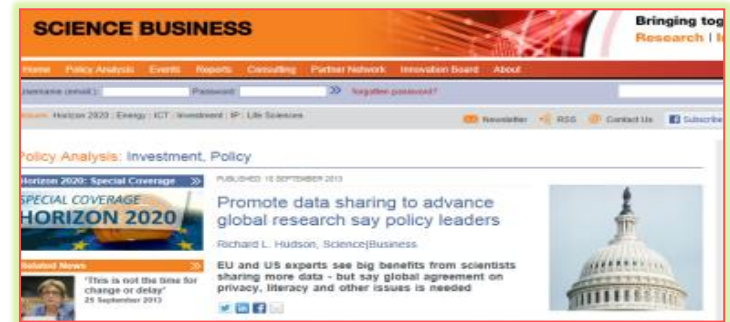 SCIENCE BUSINESS
Bringing tog
Research | I
Home Policy Analysis Events Reports Consulting Partner Network Innovation Board About
Username (email): Password: >> forgotten password?
Horizon 2020 | Energy | ICT | Investment | IP | Life Sciences
Newsletter RSS Contact Us Subscribe
Policy Analysis: Investment, Policy
Horizon 2020: Special Coverage >>
SPECIAL COVERAGE
HORIZON 2020
Related News >>
"This is not the time for
change or delay"
25 September 2013
Promote data sharing to advance
global research say policy leaders
Richard L. Hudson, Science|Business
EU and US experts see big benefits from scientists
sharing more data - but say global agreement on
privacy, literacy and other issues is needed